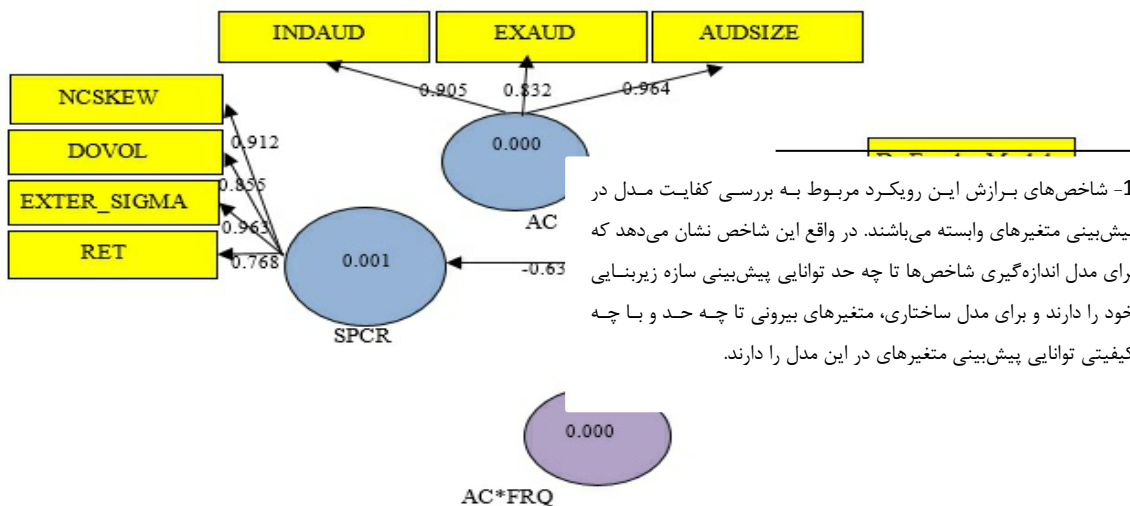 INDAUD
EXAUD
AUDSIZE
0.905
0.832
0.964
NCSKEW
DOVOL
EXTER_SIGMA
RET
0.912
0.855
0.963
0.768
0.000
AC
0.001
SPCR
-0.63
1- شاخص‌های برازش این رویکرد مربوط به بررسی کفایت مدل در
پیش‌بینی متغیرهای وابسته می‌باشند. در واقع این شاخص نشان می‌دهد که
برای مدل اندازه‌گیری شاخص‌ها تا چه حد توانایی پیش‌بینی سازه زیربنایی
خود را دارند و برای مدل ساختاری، متغیرهای بیرونی تا چه حد و با چه
کیفیتی توانایی پیش‌بینی متغیرهای در این مدل را دارند.
0.000
AC*FRQ